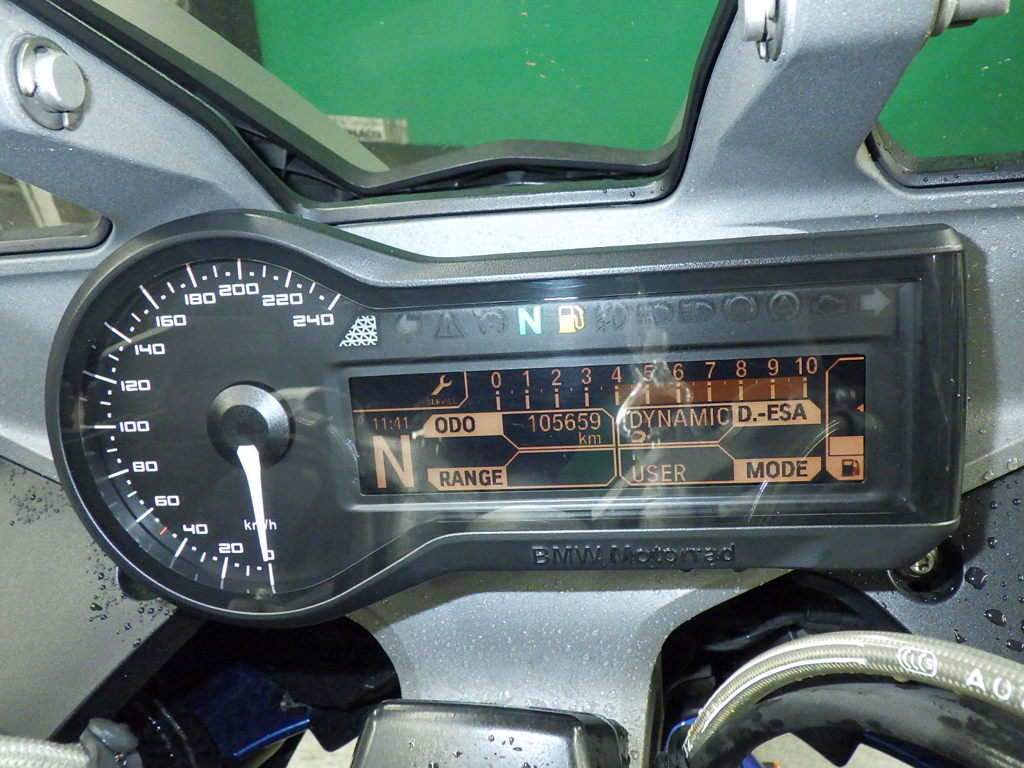 240
220
200
180
160
140
120
100
80
60
40
20
0
km/h
N
SERVICE
0 1 2 3 4 5 6 7 8 9 10
11:41
ODO 105659
km
DYNAMIC D.-ESA
N
RANGE
USER MODE
BMW Motorrad